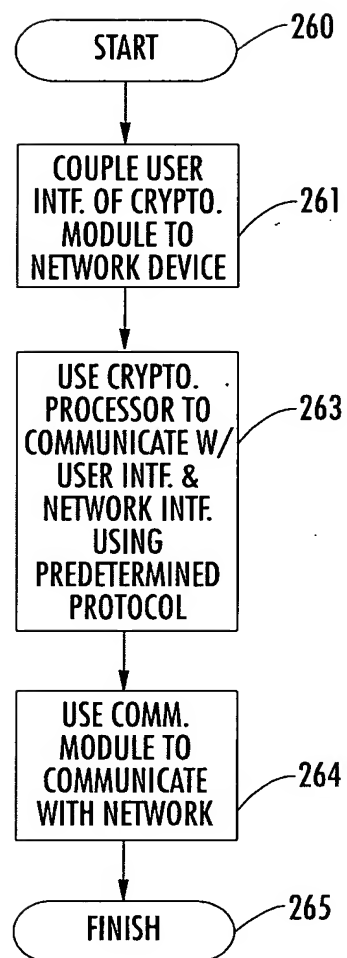 START
260
COUPLE USER
INTF. OF CRYPTO.
MODULE TO
NETWORK DEVICE
261
USE CRYPTO.
PROCESSOR TO
COMMUNICATE W/
USER INTF. &
NETWORK INTF.
USING
PREDETERMINED
PROTOCOL
263
USE COMM.
MODULE TO
COMMUNICATE
WITH NETWORK
264
FINISH
265